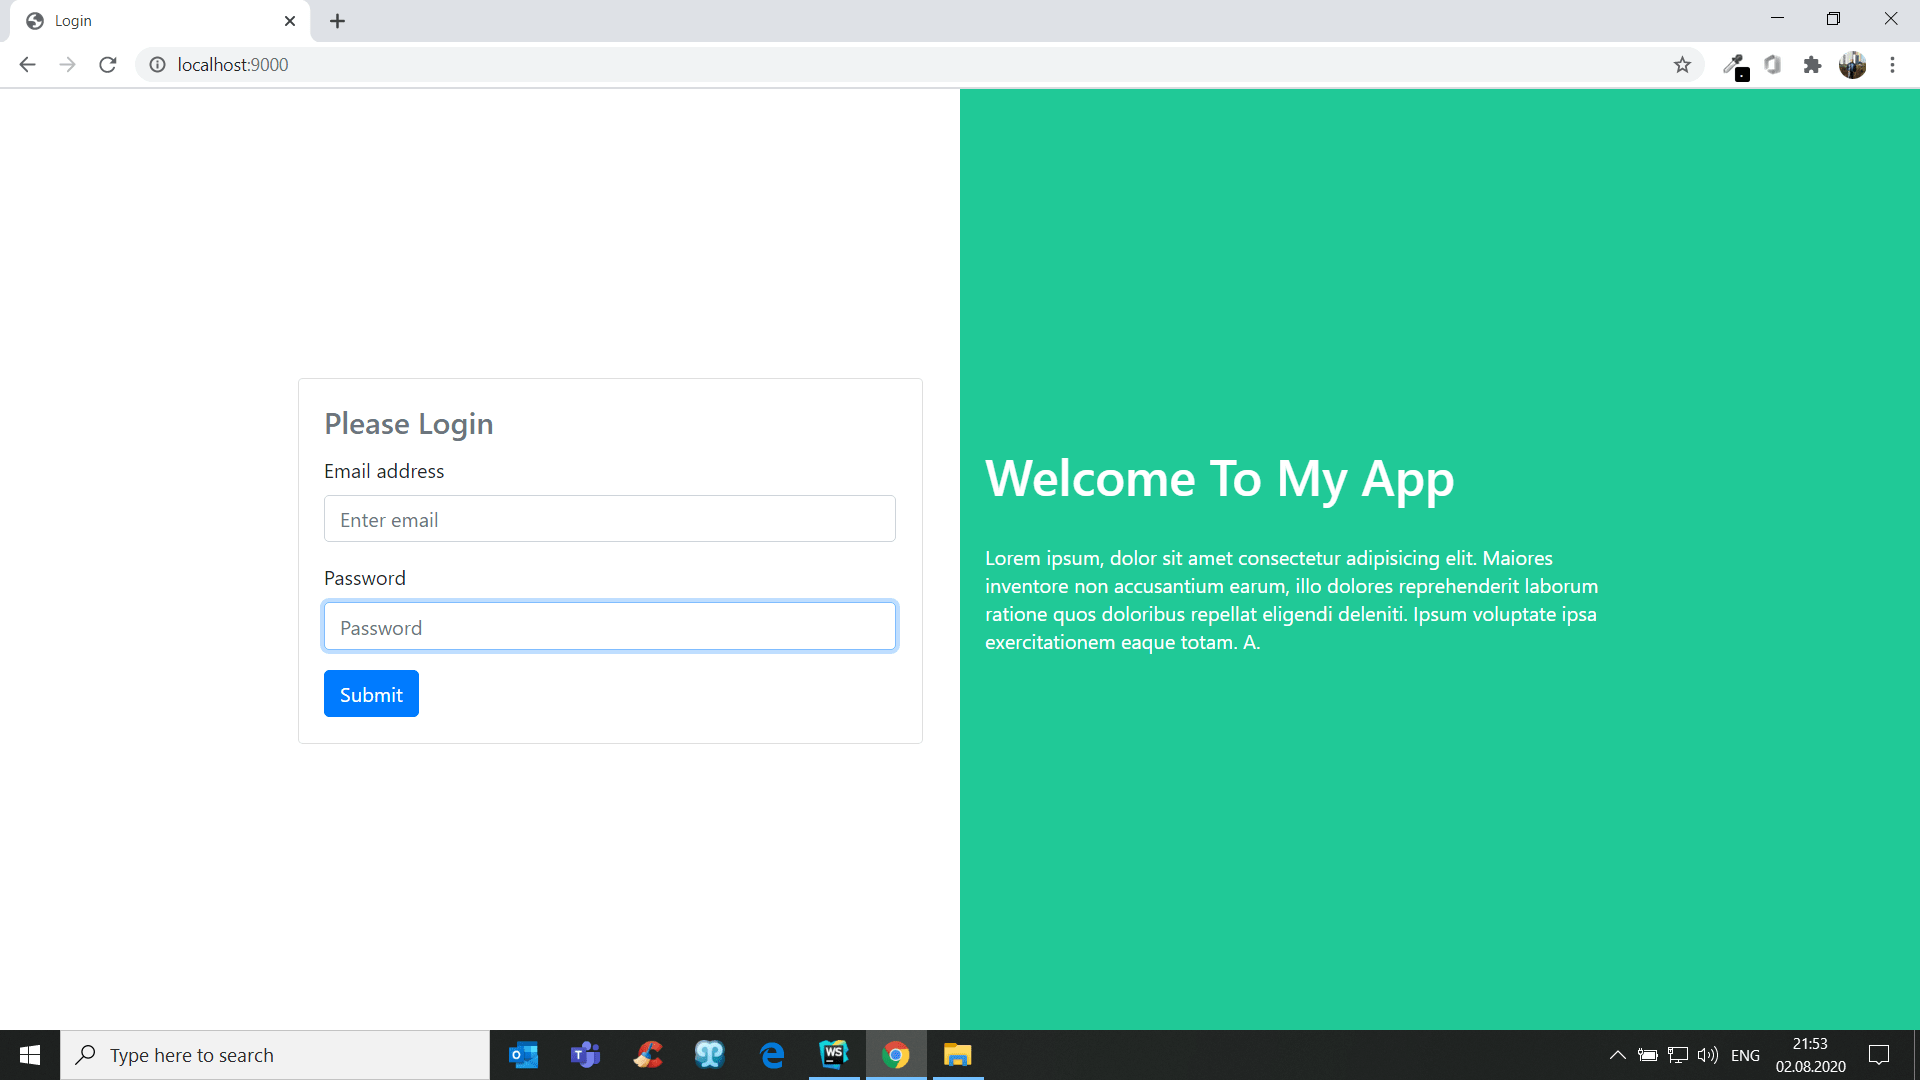 Login
localhost:9000
Please Login
Email address
Enter email
Password
Password
Submit
Welcome To My App
Lorem ipsum, dolor sit amet consectetur adipisicing elit. Maiores
inventore non accusantium earum, illo dolores reprehenderit laborum
ratione quos doloribus repellat eligendi deleniti. Ipsum voluptate ipsa
exercitationem eaque totam. A.
Type here to search
O
T
WS
ENG
21:53
02.08.2020